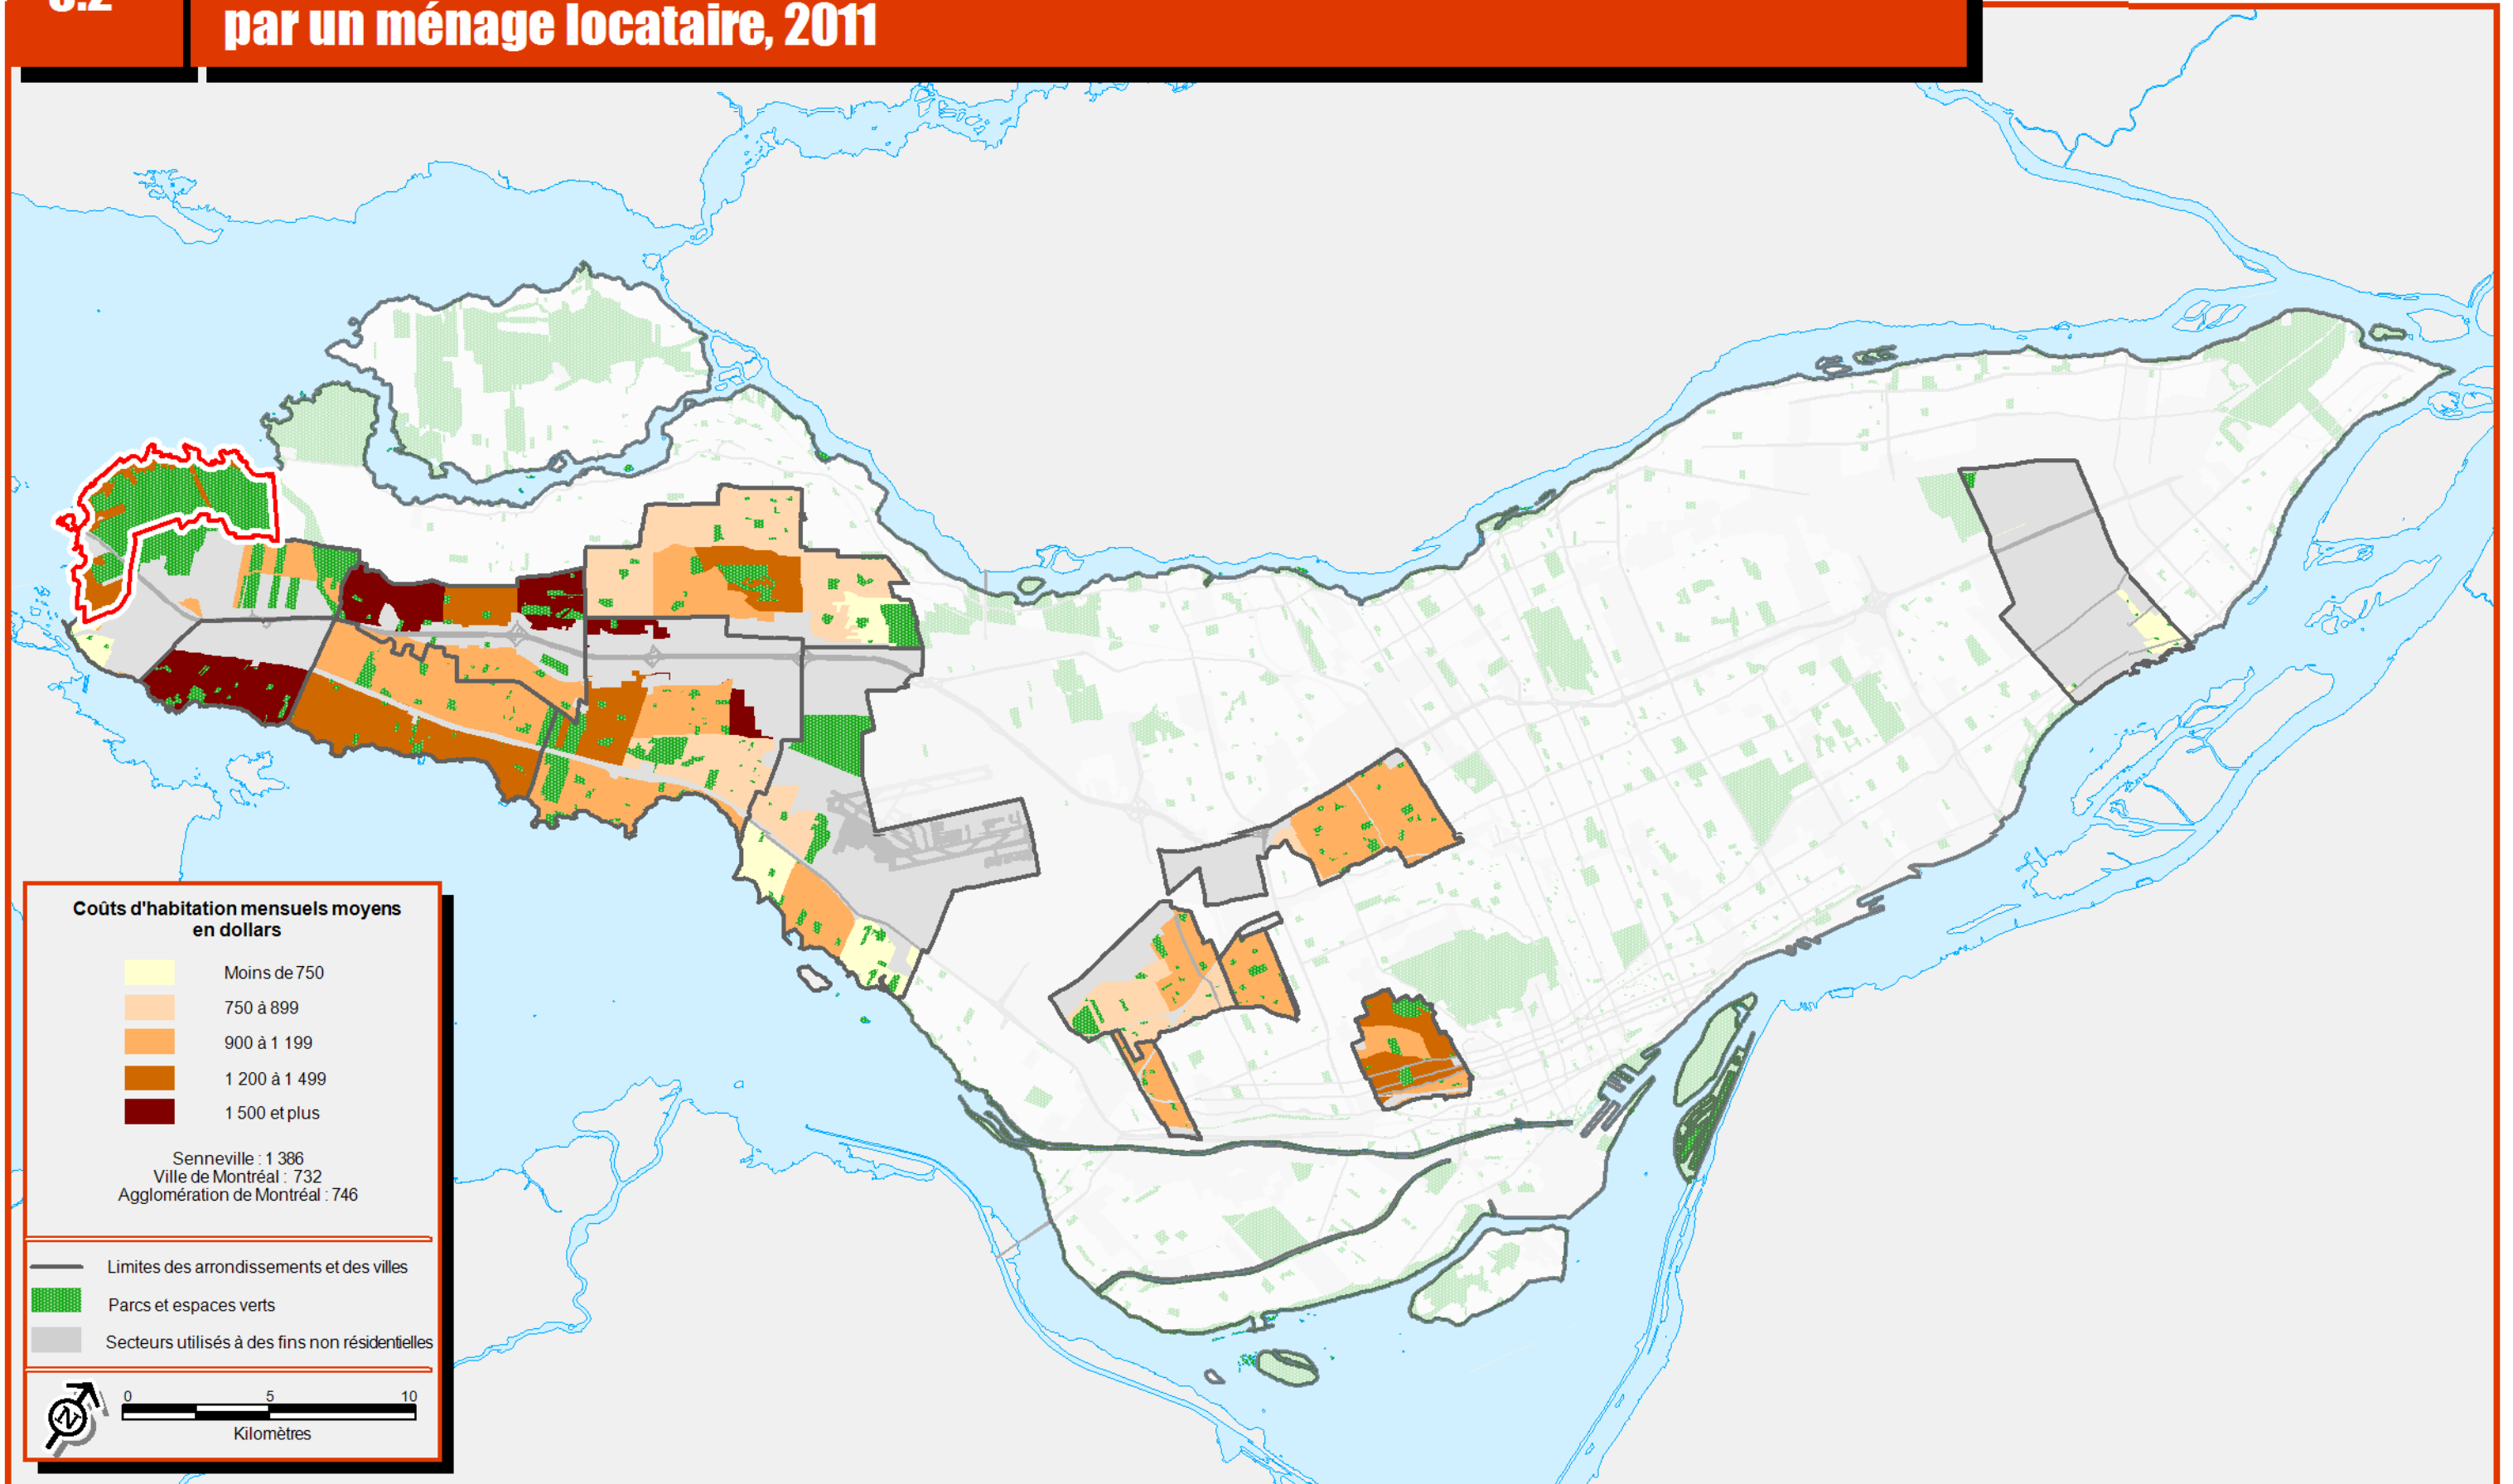 par un ménage locataire, 2011
Coûts d'habitation mensuels moyens
en dollars
Moins de 750
750 à 899
900 à 1 199
1 200 à 1 499
1 500 et plus
Senneville : 1 386
Ville de Montréal : 732
Agglomération de Montréal : 746
Limites des arrondissements et des villes
Parcs et espaces verts
Secteurs utilisés à des fins non résidentielles
N
0 5 10
Kilomètres